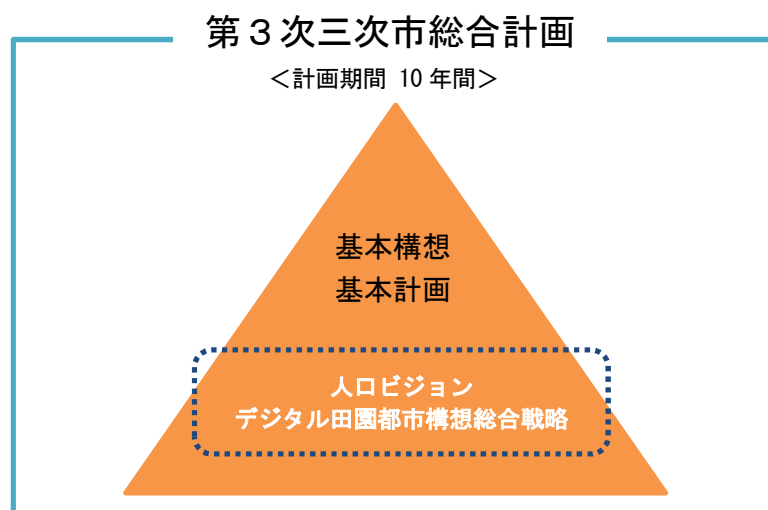 第３次三次市総合計画
＜計画期間 10 年間＞
基本構想
基本計画
人口ビジョン
デジタル田園都市構想総合戦略